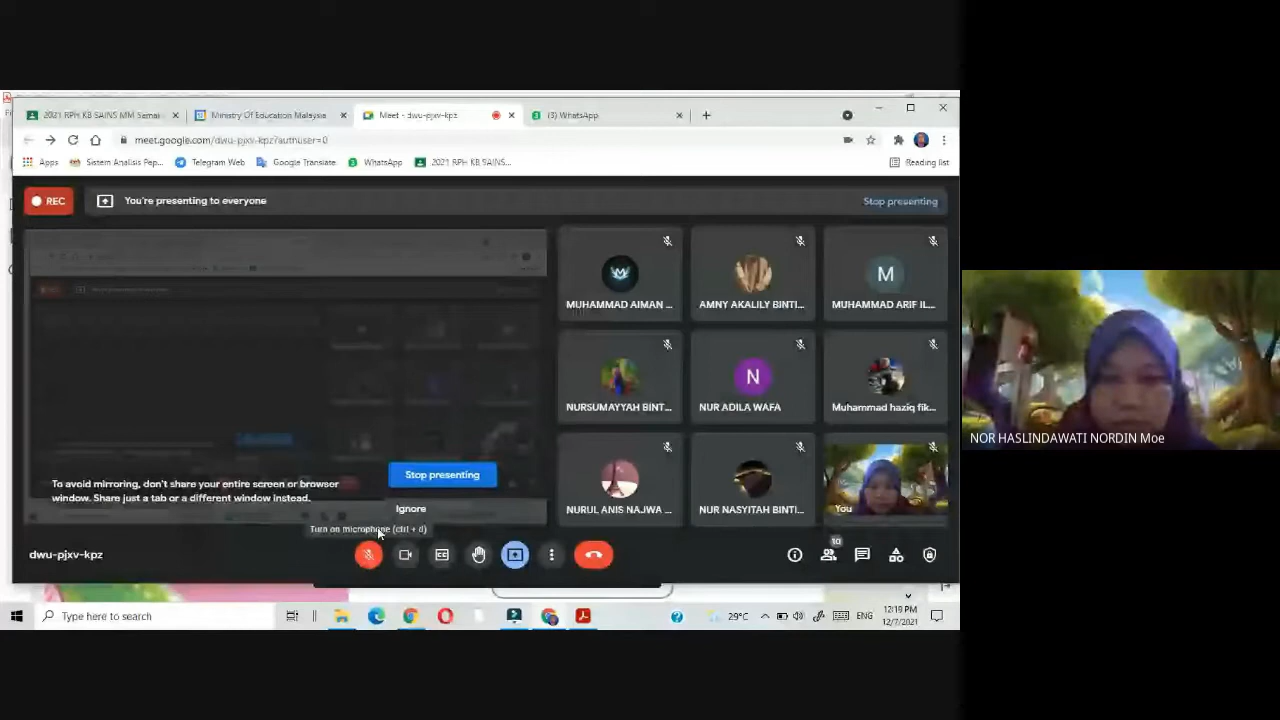 2021 RPH KB SAINS MM Semai
Ministry Of Education Malaysia
Meet - dwu-pjxv-kpz
(3) WhatsApp
meet.google.com/dwu-pjxv-kpz?authuser=0
Apps
Sistem Analisis Pep...
Telegram Web
Google Translate
WhatsApp
2021 RPH KB SAINS...
Reading list
REC
You're presenting to everyone
Stop presenting
MUHAMMAD AIMAN ...
AMNY AKALILY BINTI...
M
MUHAMMAD ARIF IL...
NURSUMAYYAH BINT...
N
NUR ADILA WAFA
Muhammad haziq fik...
NOR HASLINDAWATI NORDIN Moe
To avoid mirroring, don't share your entire screen or browser
window. Share just a tab or a different window instead.
Stop presenting
Ignore
NURUL ANIS NAJWA ...
NUR NASYITAH BINTI...
You
Turn on microphone (ctrl + d)
dwu-pjxv-kpz
10
Type here to search
29°C
ENG
12:19 PM
12/7/2021